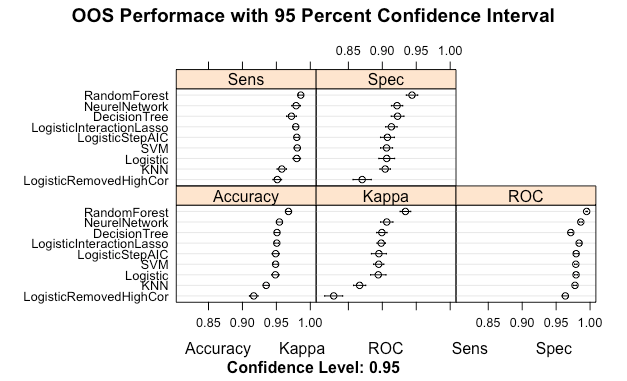 OOS Performace with 95 Percent Confidence Interval
0.85 0.90 0.95 1.00
Sens Spec
RandomForest
NeurelNetwork
DecisionTree
LogisticInteractionLasso
LogisticStepAIC
SVM
Logistic
KNN
LogisticRemovedHighCor
Accuracy Kappa ROC
RandomForest
NeurelNetwork
DecisionTree
LogisticInteractionLasso
LogisticStepAIC
SVM
Logistic
KNN
LogisticRemovedHighCor
0.85 0.90 0.95 1.00 0.85 0.90 0.95 1.00
Accuracy Kappa ROC Sens Spec
Confidence Level: 0.95